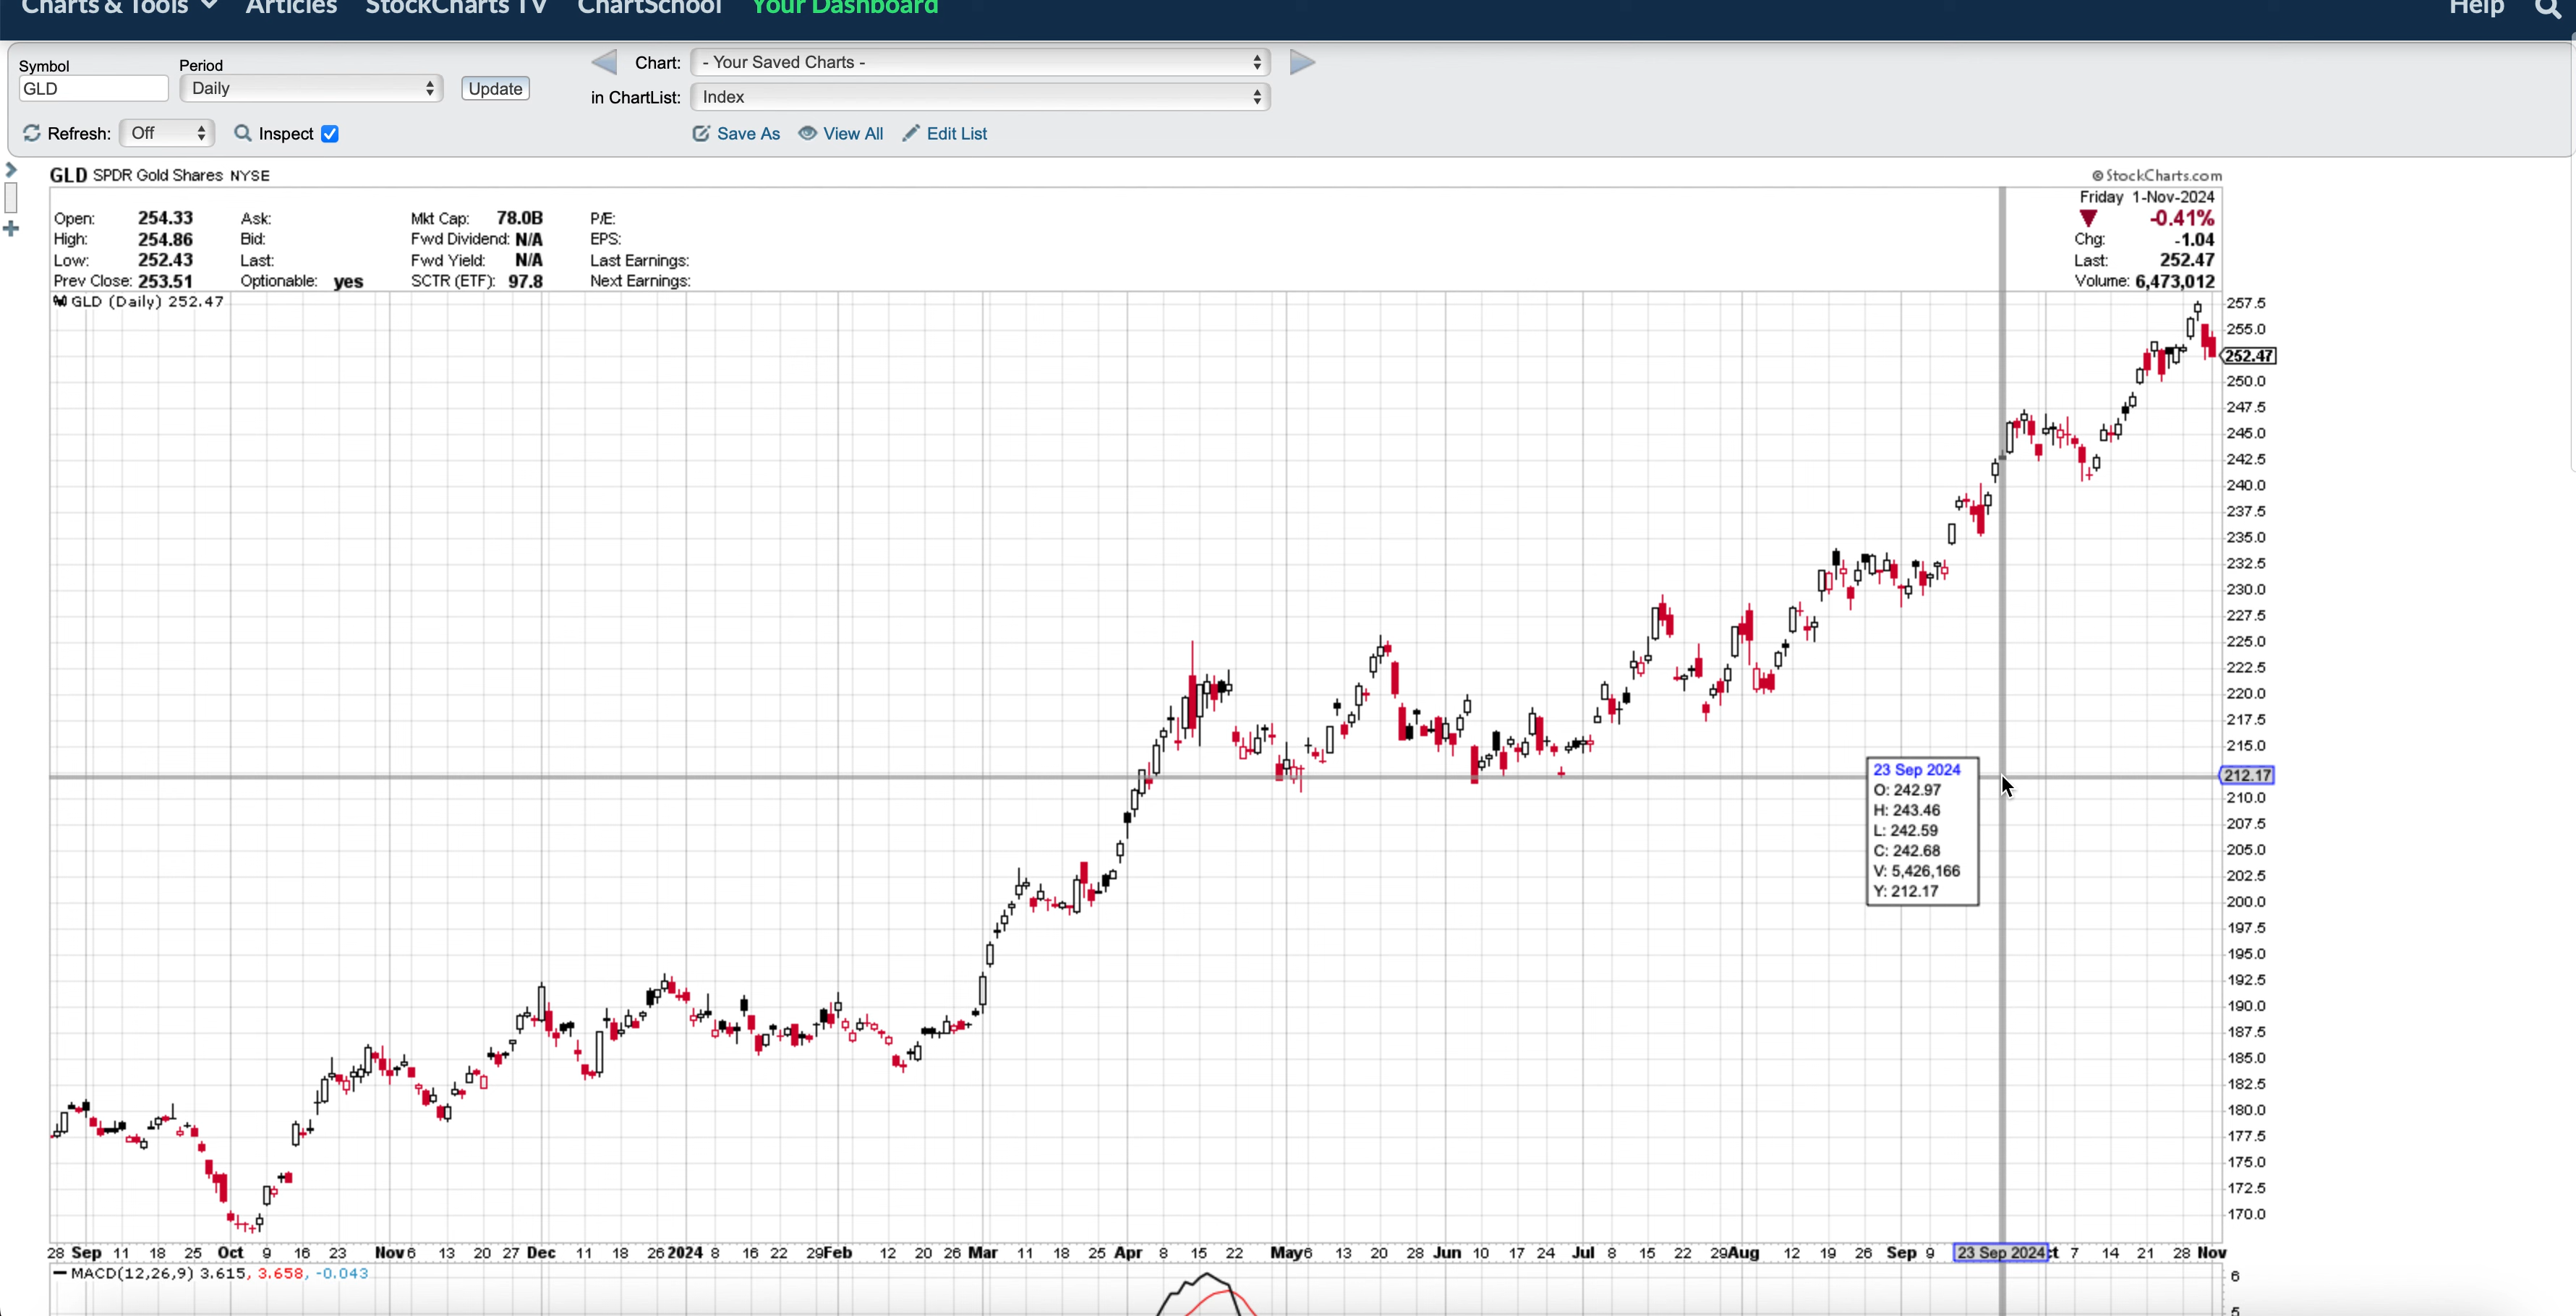 Charts & Tools Articles StockCharts TV ChartSchool Your Dashboard Help
Symbol Period
GLD Daily Update
Chart: - Your Saved Charts -
in ChartList: Index
Refresh: Off Inspect
Save As View All Edit List
GLD SPDR Gold Shares NYSE © StockCharts.com
Friday 1-Nov-2024
Open: 254.33 Ask: Mkt Cap: 78.0B P/E: -0.41%
High: 254.86 Bid: Fwd Dividend: N/A EPS: Chg: -1.04
Low: 252.43 Last: Fwd Yield: N/A Last Earnings: Last: 252.47
Prev Close: 253.51 Optionable: yes SCTR (ETF): 97.8 Next Earnings: Volume: 6,473,012
GLD (Daily) 252.47
257.5
255.0
252.47
250.0
247.5
245.0
242.5
240.0
237.5
235.0
232.5
230.0
227.5
225.0
222.5
220.0
217.5
215.0
212.17
210.0
207.5
205.0
202.5
200.0
197.5
195.0
192.5
190.0
187.5
185.0
182.5
180.0
177.5
175.0
172.5
170.0
23 Sep 2024
O: 242.97
H: 243.46
L: 242.59
C: 242.68
V: 5,426,166
Y: 212.17
28 Sep 11 18 25 Oct 9 16 23 Nov 6 13 20 27 Dec 11 18 26 2024 8 16 22 29 Feb 12 20 26 Mar 11 18 25 Apr 8 15 22 May 6 13 20 28 Jun 10 17 24 Jul 8 15 22 29 Aug 12 19 26 Sep 9 23 Sep 2024 ct 7 14 21 28 Nov
MACD(12,26,9) 3.615, 3.658, -0.043
6
5